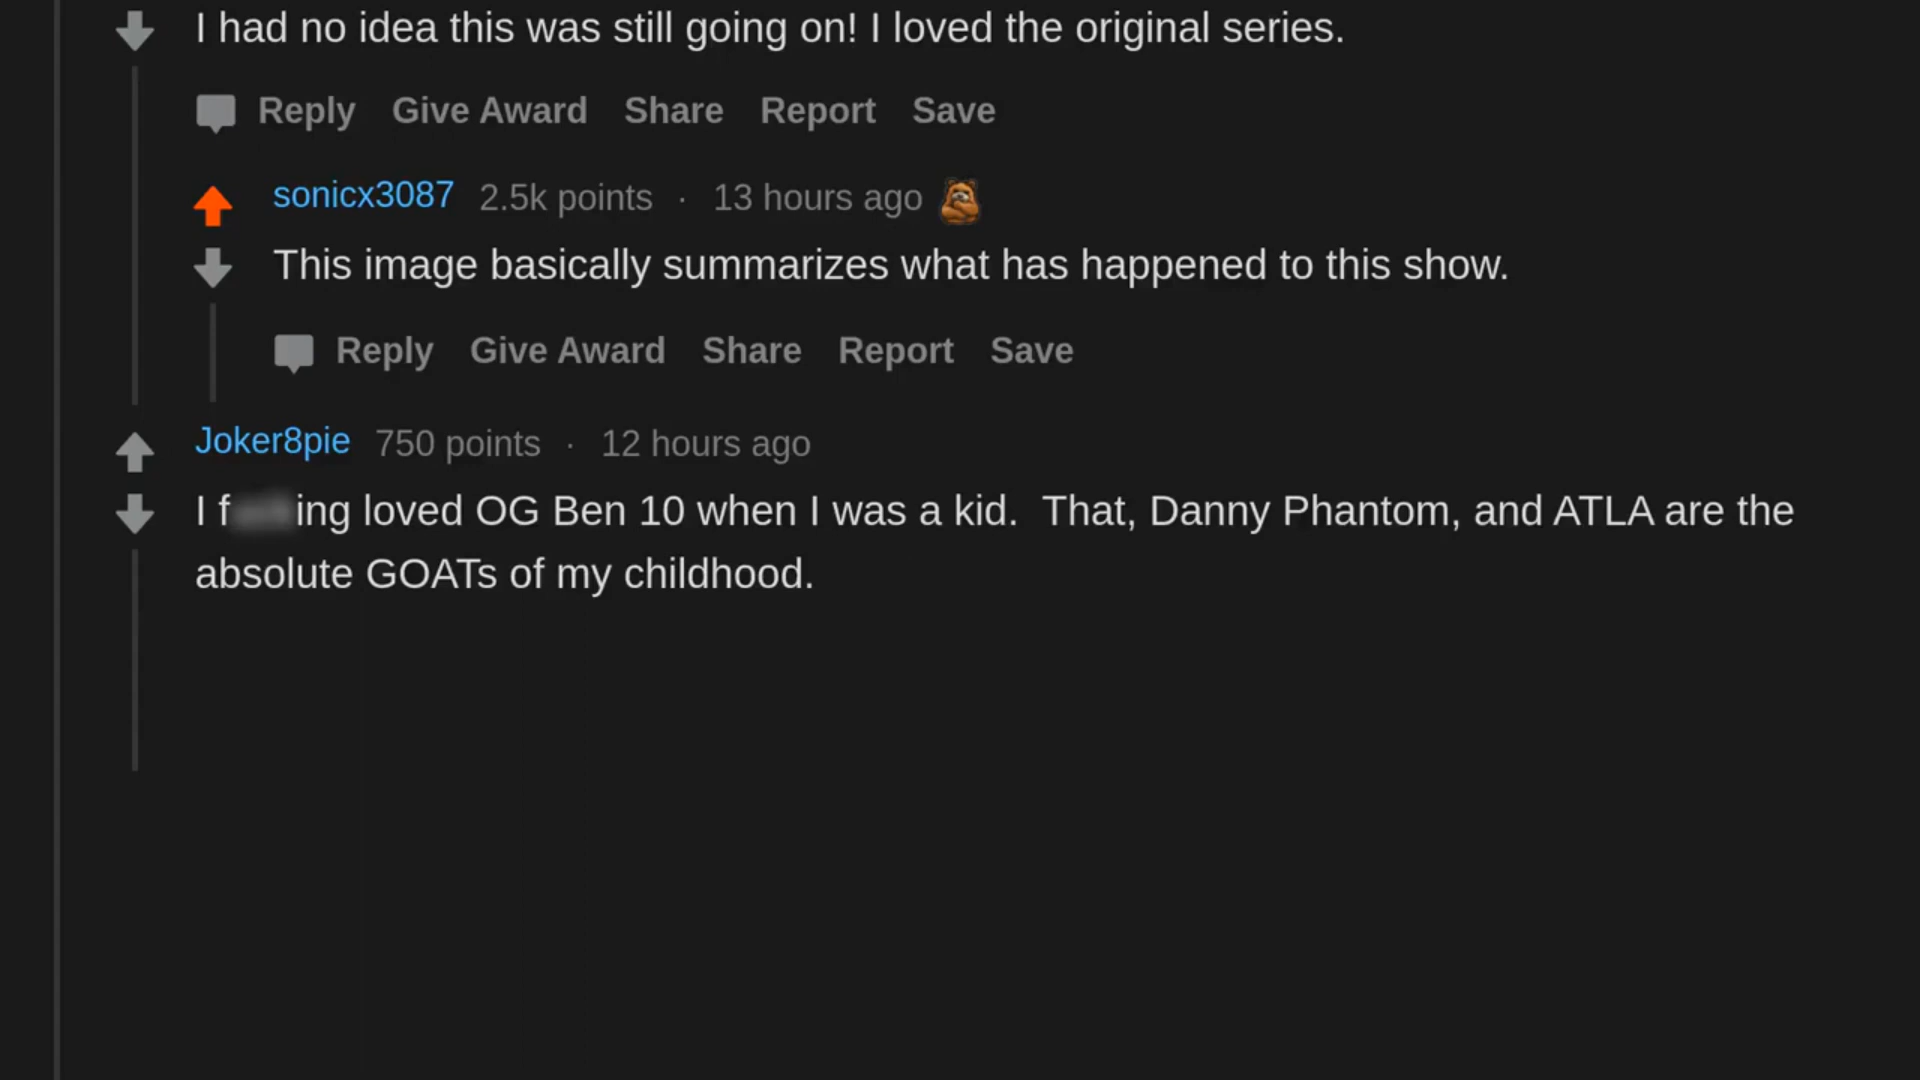 I had no idea this was still going on! I loved the original series.
Reply Give Award Share Report Save
sonicx3087 2.5k points · 13 hours ago
This image basically summarizes what has happened to this show.
Reply Give Award Share Report Save
Joker8pie 750 points · 12 hours ago
I f ing loved OG Ben 10 when I was a kid. That, Danny Phantom, and ATLA are the
absolute GOATs of my childhood.